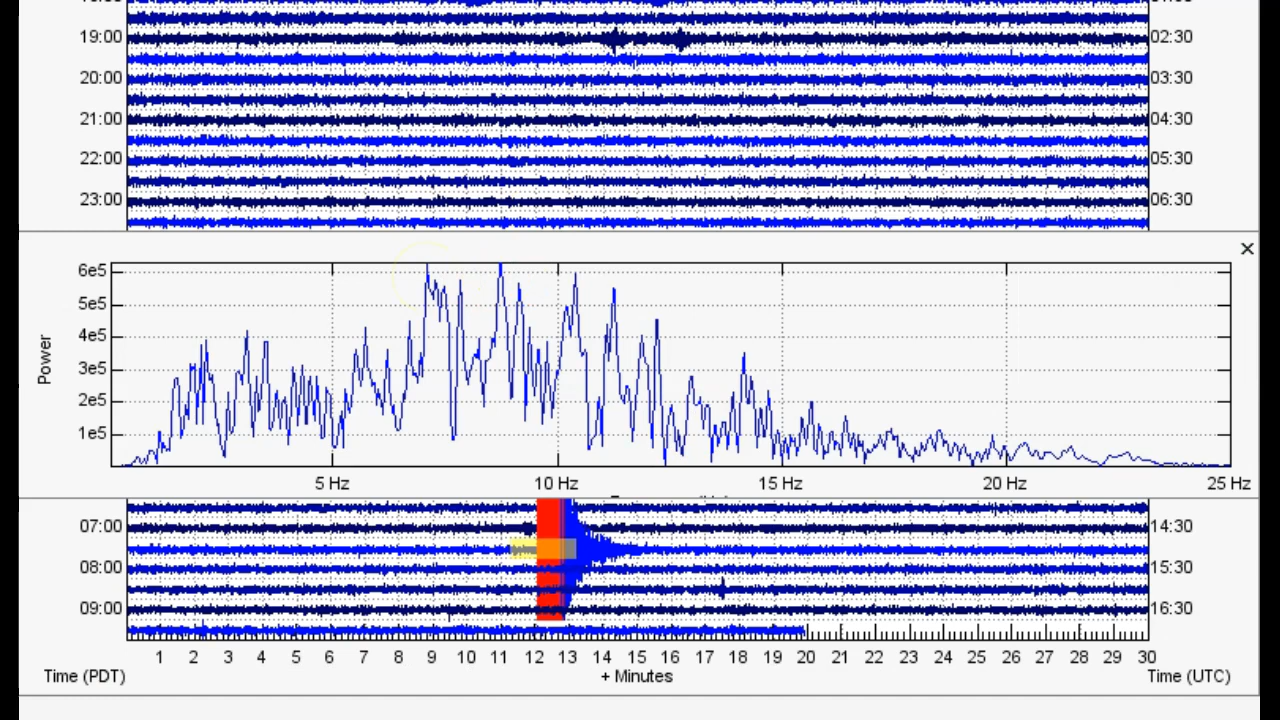 19:00 02:30
20:00 03:30
21:00 04:30
22:00 05:30
23:00 06:30
6e5
5e5
4e5
Power
3e5
2e5
1e5
5 Hz 10 Hz 15 Hz 20 Hz 25 Hz
07:00 14:30
08:00 15:30
09:00 16:30
1 2 3 4 5 6 7 8 9 10 11 12 13 14 15 16 17 18 19 20 21 22 23 24 25 26 27 28 29 30
Time (PDT) + Minutes Time (UTC)